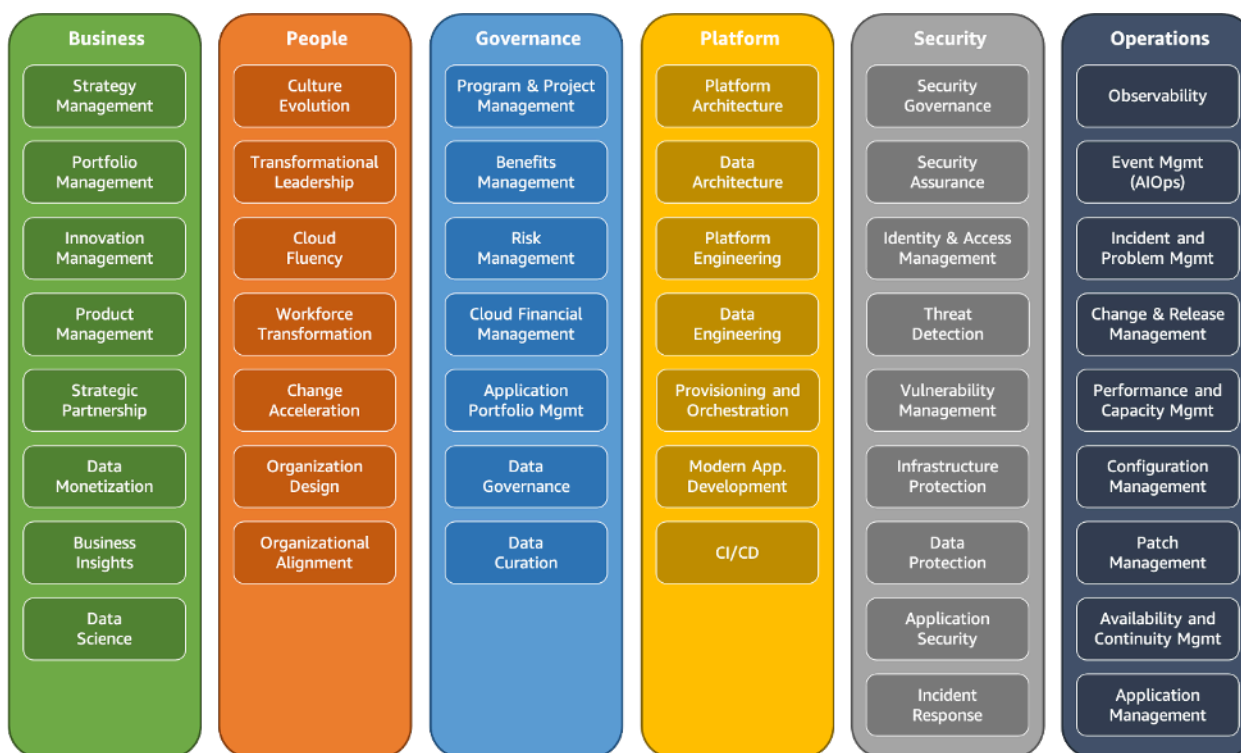 Business
Strategy
Management
Portfolio
Management
Innovation
Management
Product
Management
Strategic
Partnership
Data
Monetization
Business
Insights
Data
Science
People
Culture
Evolution
Transformational
Leadership
Cloud
Fluency
Workforce
Transformation
Change
Acceleration
Organization
Design
Organizational
Alignment
Governance
Program & Project
Management
Benefits
Management
Risk
Management
Cloud Financial
Management
Application
Portfolio Mgmt
Data
Governance
Data
Curation
Platform
Platform
Architecture
Data
Architecture
Platform
Engineering
Data
Engineering
Provisioning and
Orchestration
Modern App.
Development
CI/CD
Security
Security
Governance
Security
Assurance
Identity & Access
Management
Threat
Detection
Vulnerability
Management
Infrastructure
Protection
Data
Protection
Application
Security
Incident
Response
Operations
Observability
Event Mgmt
(AIOps)
Incident and
Problem Mgmt
Change & Release
Management
Performance and
Capacity Mgmt
Configuration
Management
Patch
Management
Availability and
Continuity Mgmt
Application
Management